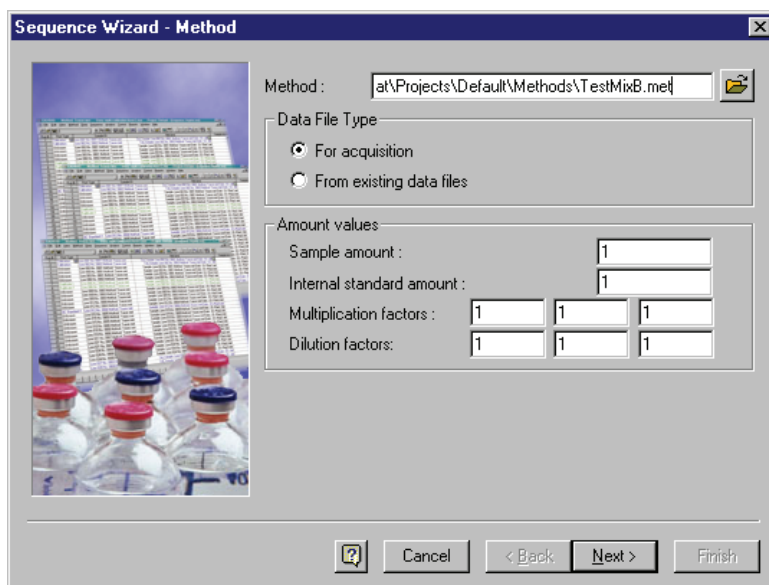 Sequence Wizard - Method
Method :
at\Projects\Default\Methods\TestMixB.met
Data File Type
For acquisition
From existing data files
Amount values
Sample amount : 1
Internal standard amount : 1
Multiplication factors : 1 1 1
Dilution factors: 1 1 1
Cancel < Back Next > Finish